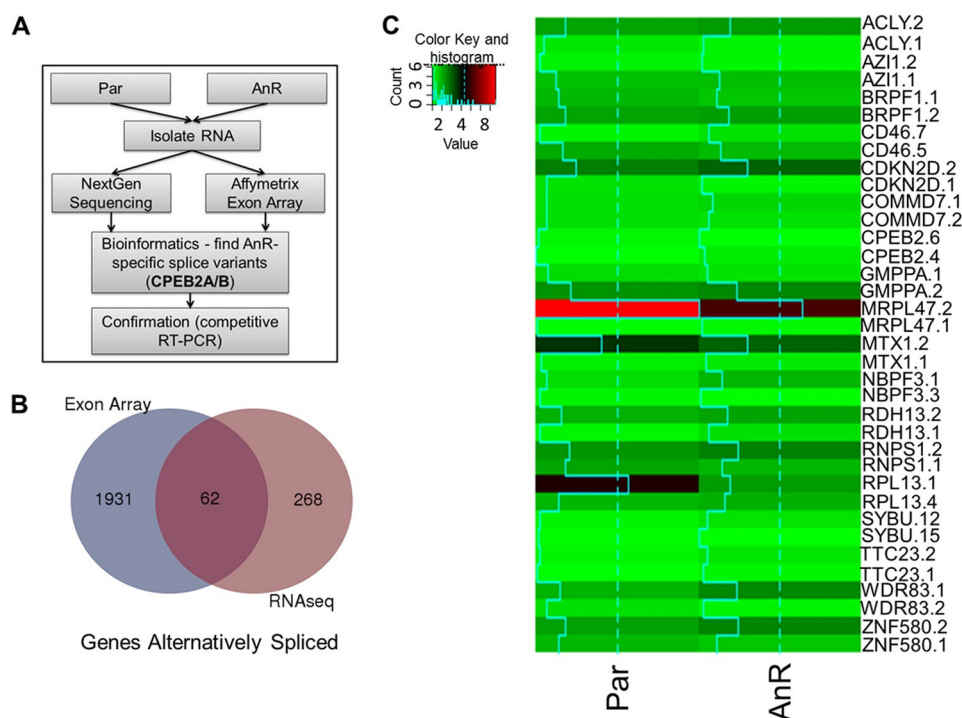 A
Par
AnR
Isolate RNA
NextGen
Sequencing
Affymetrix
Exon Array
Bioinformatics - find AnR-
specific splice variants
(CPEB2A/B)
Confirmation (competitive
RT-PCR)
B
Exon Array
1931
62
268
RNAseq
Genes Alternatively Spliced
C
Color Key and
histogram
Count
0 3 6
2 4 6 8
Value
ACLY.2
ACLY.1
AZI1.2
AZI1.1
BRPF1.1
BRPF1.2
CD46.7
CD46.5
CDKN2D.2
CDKN2D.1
COMMD7.1
COMMD7.2
CPEB2.6
CPEB2.4
GMPPA.1
GMPPA.2
MRPL47.2
MRPL47.1
MTX1.2
MTX1.1
NBPF3.1
NBPF3.3
RDH13.2
RDH13.1
RNPS1.2
RNPS1.1
RPL13.1
RPL13.4
SYBU.12
SYBU.15
TTC23.2
TTC23.1
WDR83.1
WDR83.2
ZNF580.2
ZNF580.1
Par
AnR